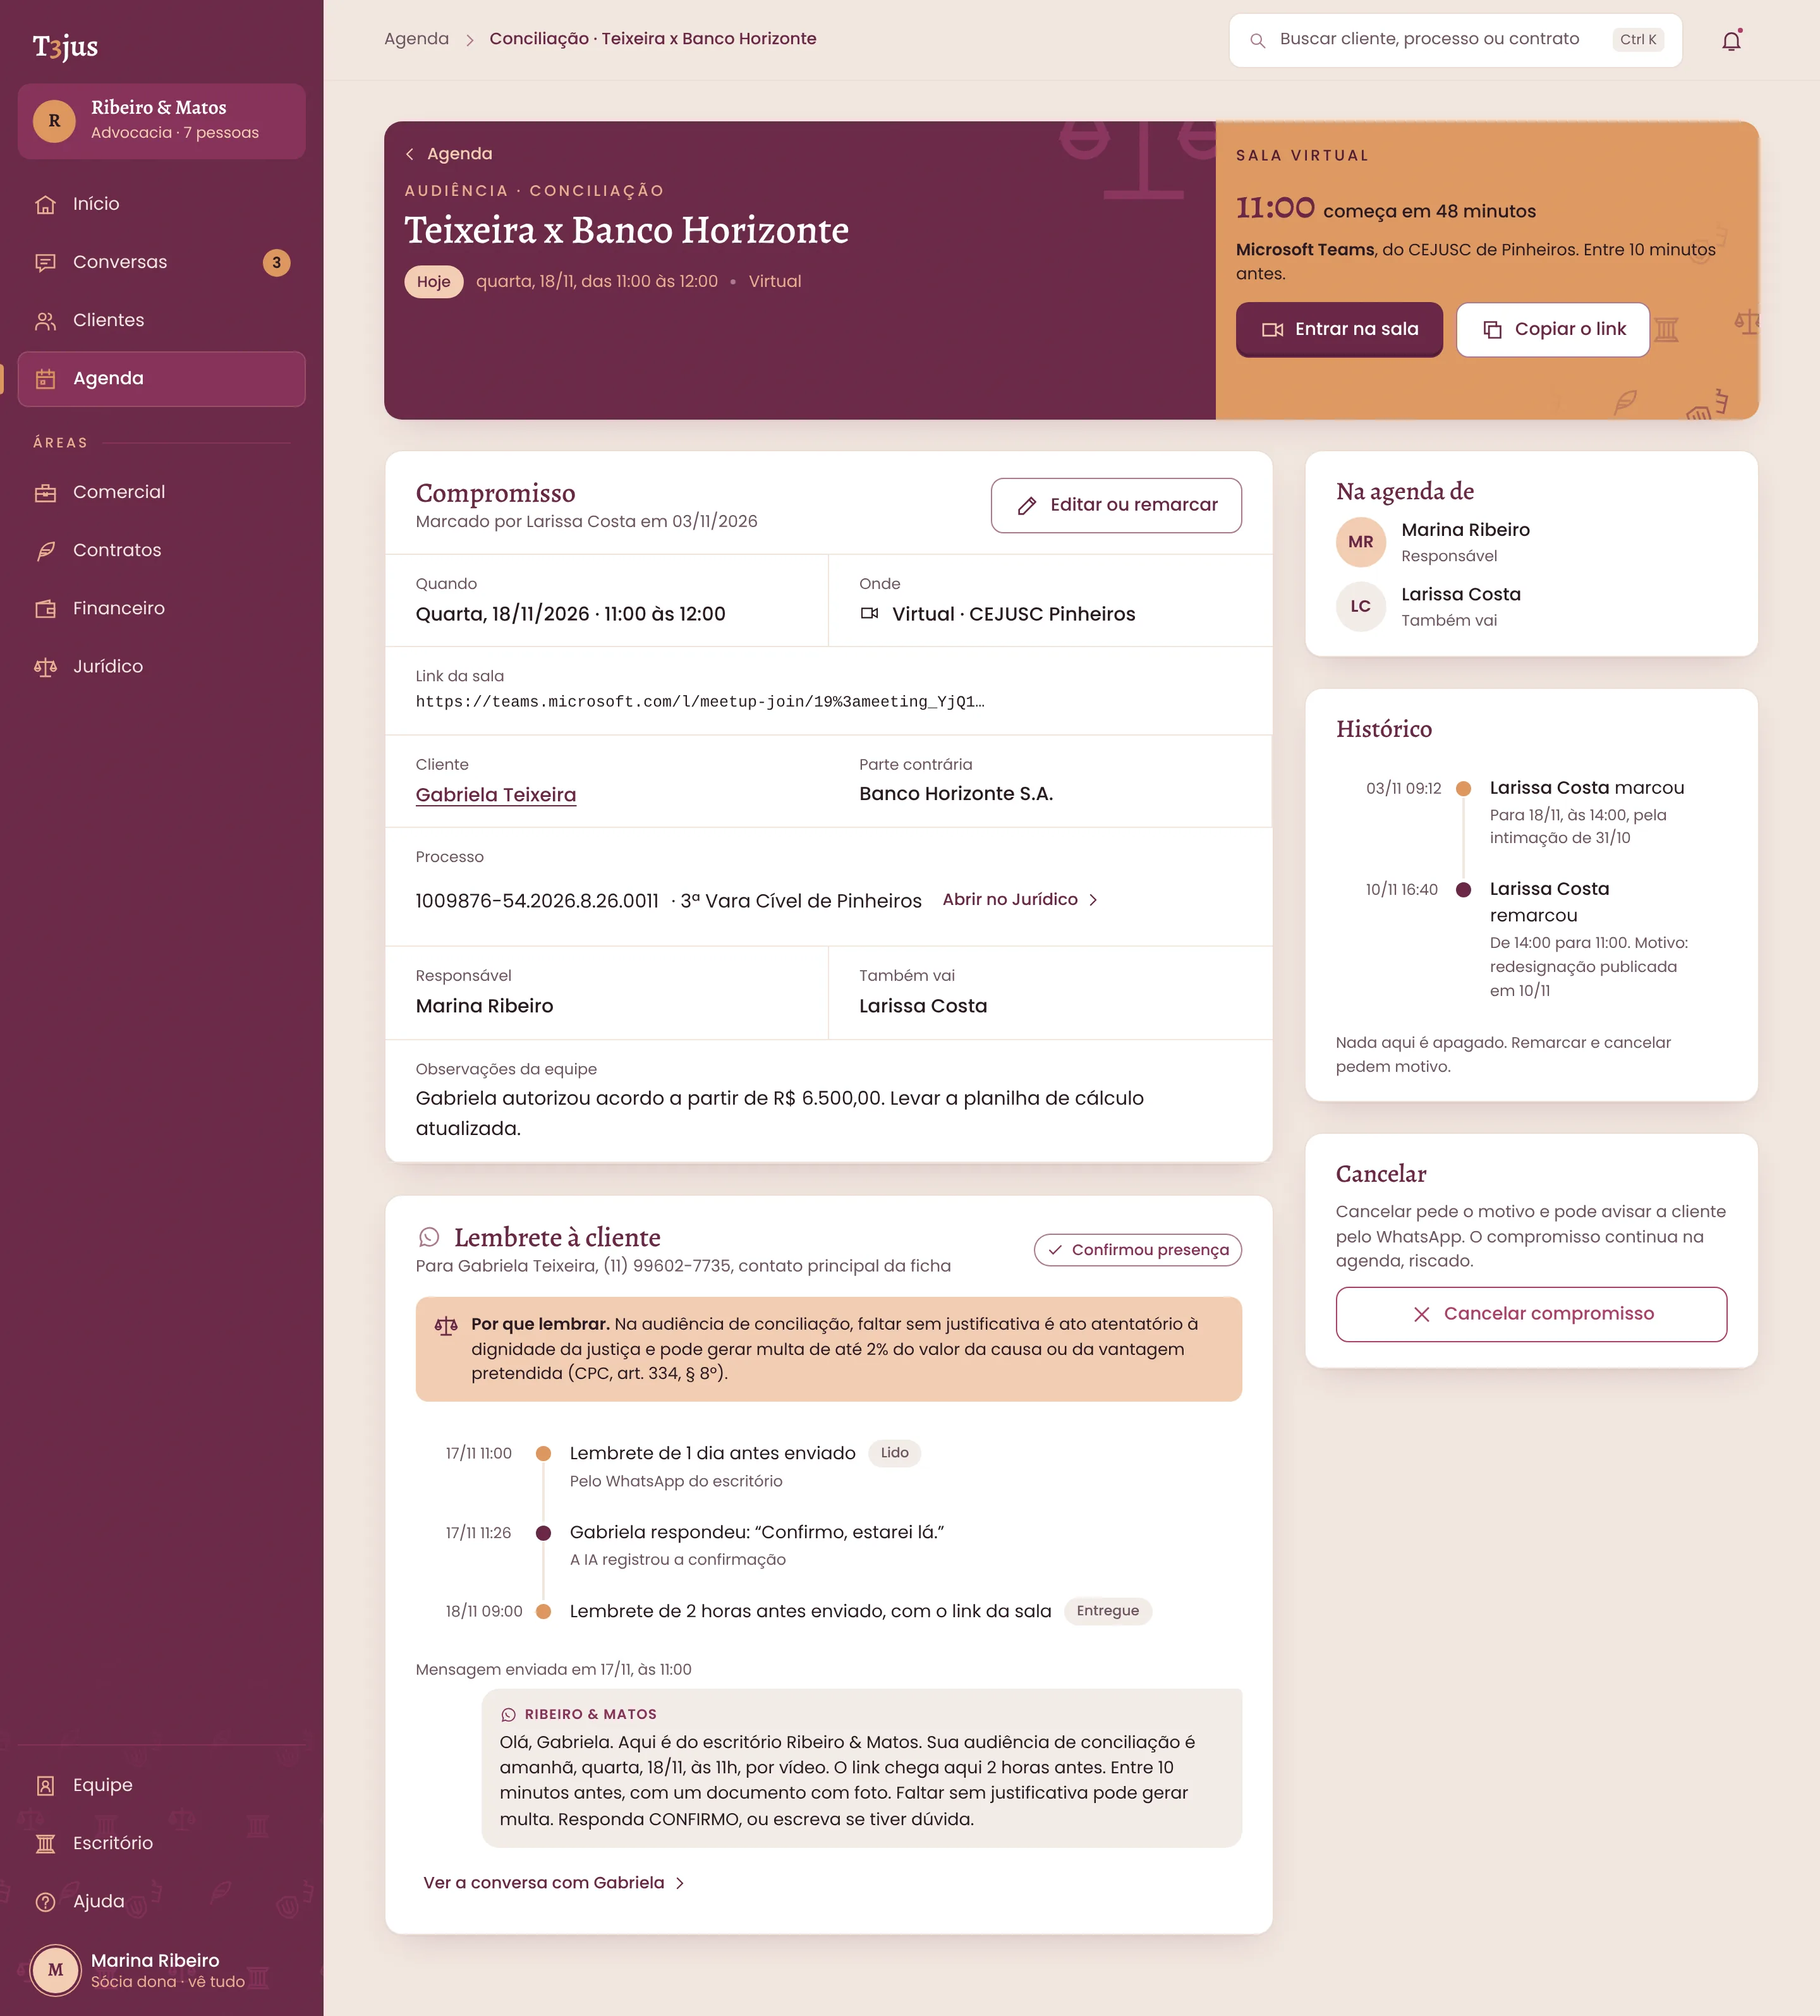 T3jus
R
Ribeiro & Matos
Advocacia · 7 pessoas
Início
Conversas
3
Clientes
Agenda
ÁREAS
Comercial
Contratos
Financeiro
Jurídico
Equipe
Escritório
Ajuda
M
Marina Ribeiro
Sócia dona · vê tudo
Agenda
Conciliação · Teixeira x Banco Horizonte
Buscar cliente, processo ou contrato
Ctrl K
Agenda
AUDIÊNCIA · CONCILIAÇÃO
Teixeira x Banco Horizonte
Hoje
quarta, 18/11, das 11:00 às 12:00 • Virtual
SALA VIRTUAL
11:00 começa em 48 minutos
Microsoft Teams, do CEJUSC de Pinheiros. Entre 10 minutos
antes.
Entrar na sala
Copiar o link
Compromisso
Marcado por Larissa Costa em 03/11/2026
Editar ou remarcar
Quando
Quarta, 18/11/2026 · 11:00 às 12:00
Onde
Virtual · CEJUSC Pinheiros
Link da sala
https://teams.microsoft.com/l/meetup-join/19%3ameeting_YjQ1…
Cliente
Gabriela Teixeira
Parte contrária
Banco Horizonte S.A.
Processo
1009876-54.2026.8.26.0011 · 3ª Vara Cível de Pinheiros
Abrir no Jurídico
Responsável
Marina Ribeiro
Também vai
Larissa Costa
Observações da equipe
Gabriela autorizou acordo a partir de R$ 6.500,00. Levar a planilha de cálculo
atualizada.
Lembrete à cliente
Para Gabriela Teixeira, (11) 99602-7735, contato principal da ficha
Confirmou presença
Por que lembrar. Na audiência de conciliação, faltar sem justificativa é ato atentatório à
dignidade da justiça e pode gerar multa de até 2% do valor da causa ou da vantagem
pretendida (CPC, art. 334, § 8º).
17/11 11:00
Lembrete de 1 dia antes enviado
Lido
Pelo WhatsApp do escritório
17/11 11:26
Gabriela respondeu: “Confirmo, estarei lá.”
A IA registrou a confirmação
18/11 09:00
Lembrete de 2 horas antes enviado, com o link da sala
Entregue
Mensagem enviada em 17/11, às 11:00
RIBEIRO & MATOS
Olá, Gabriela. Aqui é do escritório Ribeiro & Matos. Sua audiência de conciliação é
amanhã, quarta, 18/11, às 11h, por vídeo. O link chega aqui 2 horas antes. Entre 10
minutos antes, com um documento com foto. Faltar sem justificativa pode gerar
multa. Responda CONFIRMO, ou escreva se tiver dúvida.
Ver a conversa com Gabriela
Na agenda de
MR
Marina Ribeiro
Responsável
LC
Larissa Costa
Também vai
Histórico
03/11 09:12
Larissa Costa marcou
Para 18/11, às 14:00, pela
intimação de 31/10
10/11 16:40
Larissa Costa
remarcou
De 14:00 para 11:00. Motivo:
redesignação publicada
em 10/11
Nada aqui é apagado. Remarcar e cancelar
pedem motivo.
Cancelar
Cancelar pede o motivo e pode avisar a cliente
pelo WhatsApp. O compromisso continua na
agenda, riscado.
Cancelar compromisso